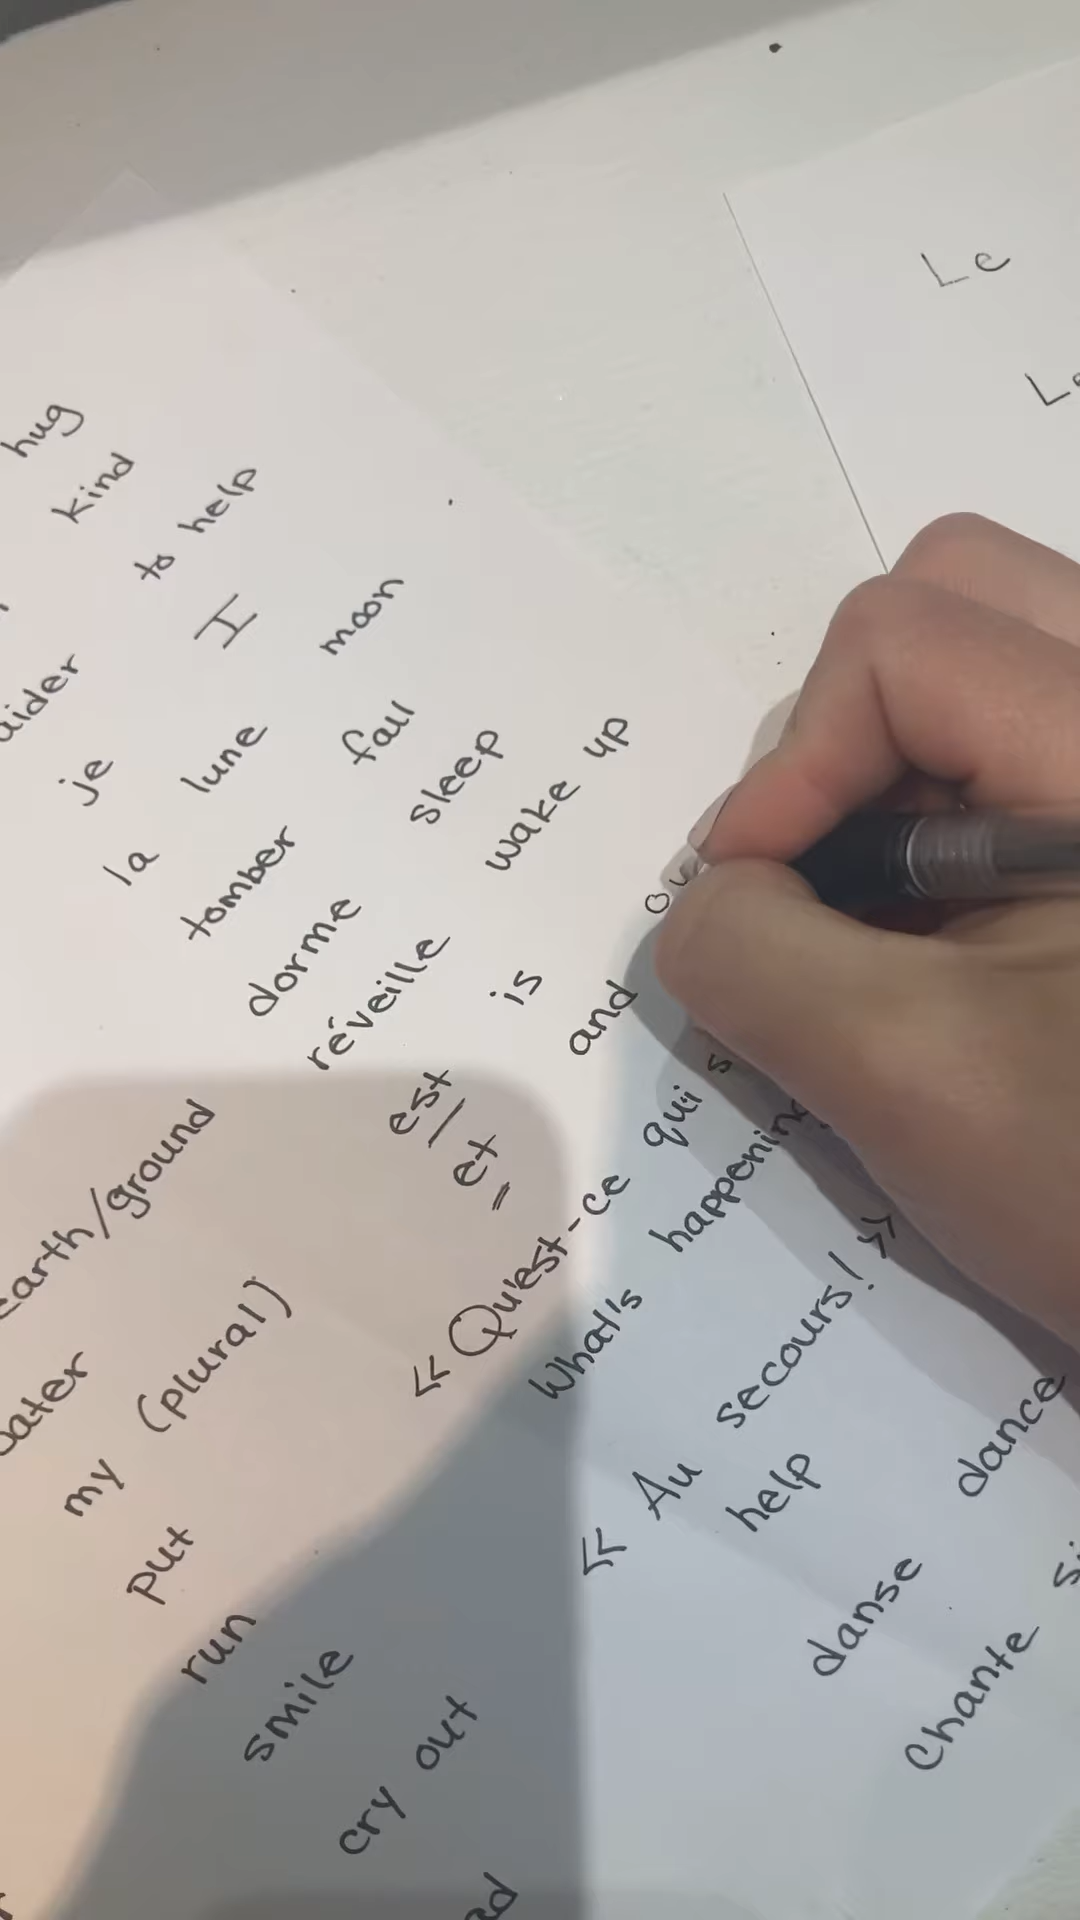 hug
kind
aider to help
je I
la lune moon
tomber fall
dorme sleep
réveille wake up
est is
et and
ou
« Qu'est-ce qui s
What's happening
« Au secours! »
help
danse dance
Chante
earth/ground
my (plural)
put
run
smile
cry out
Le